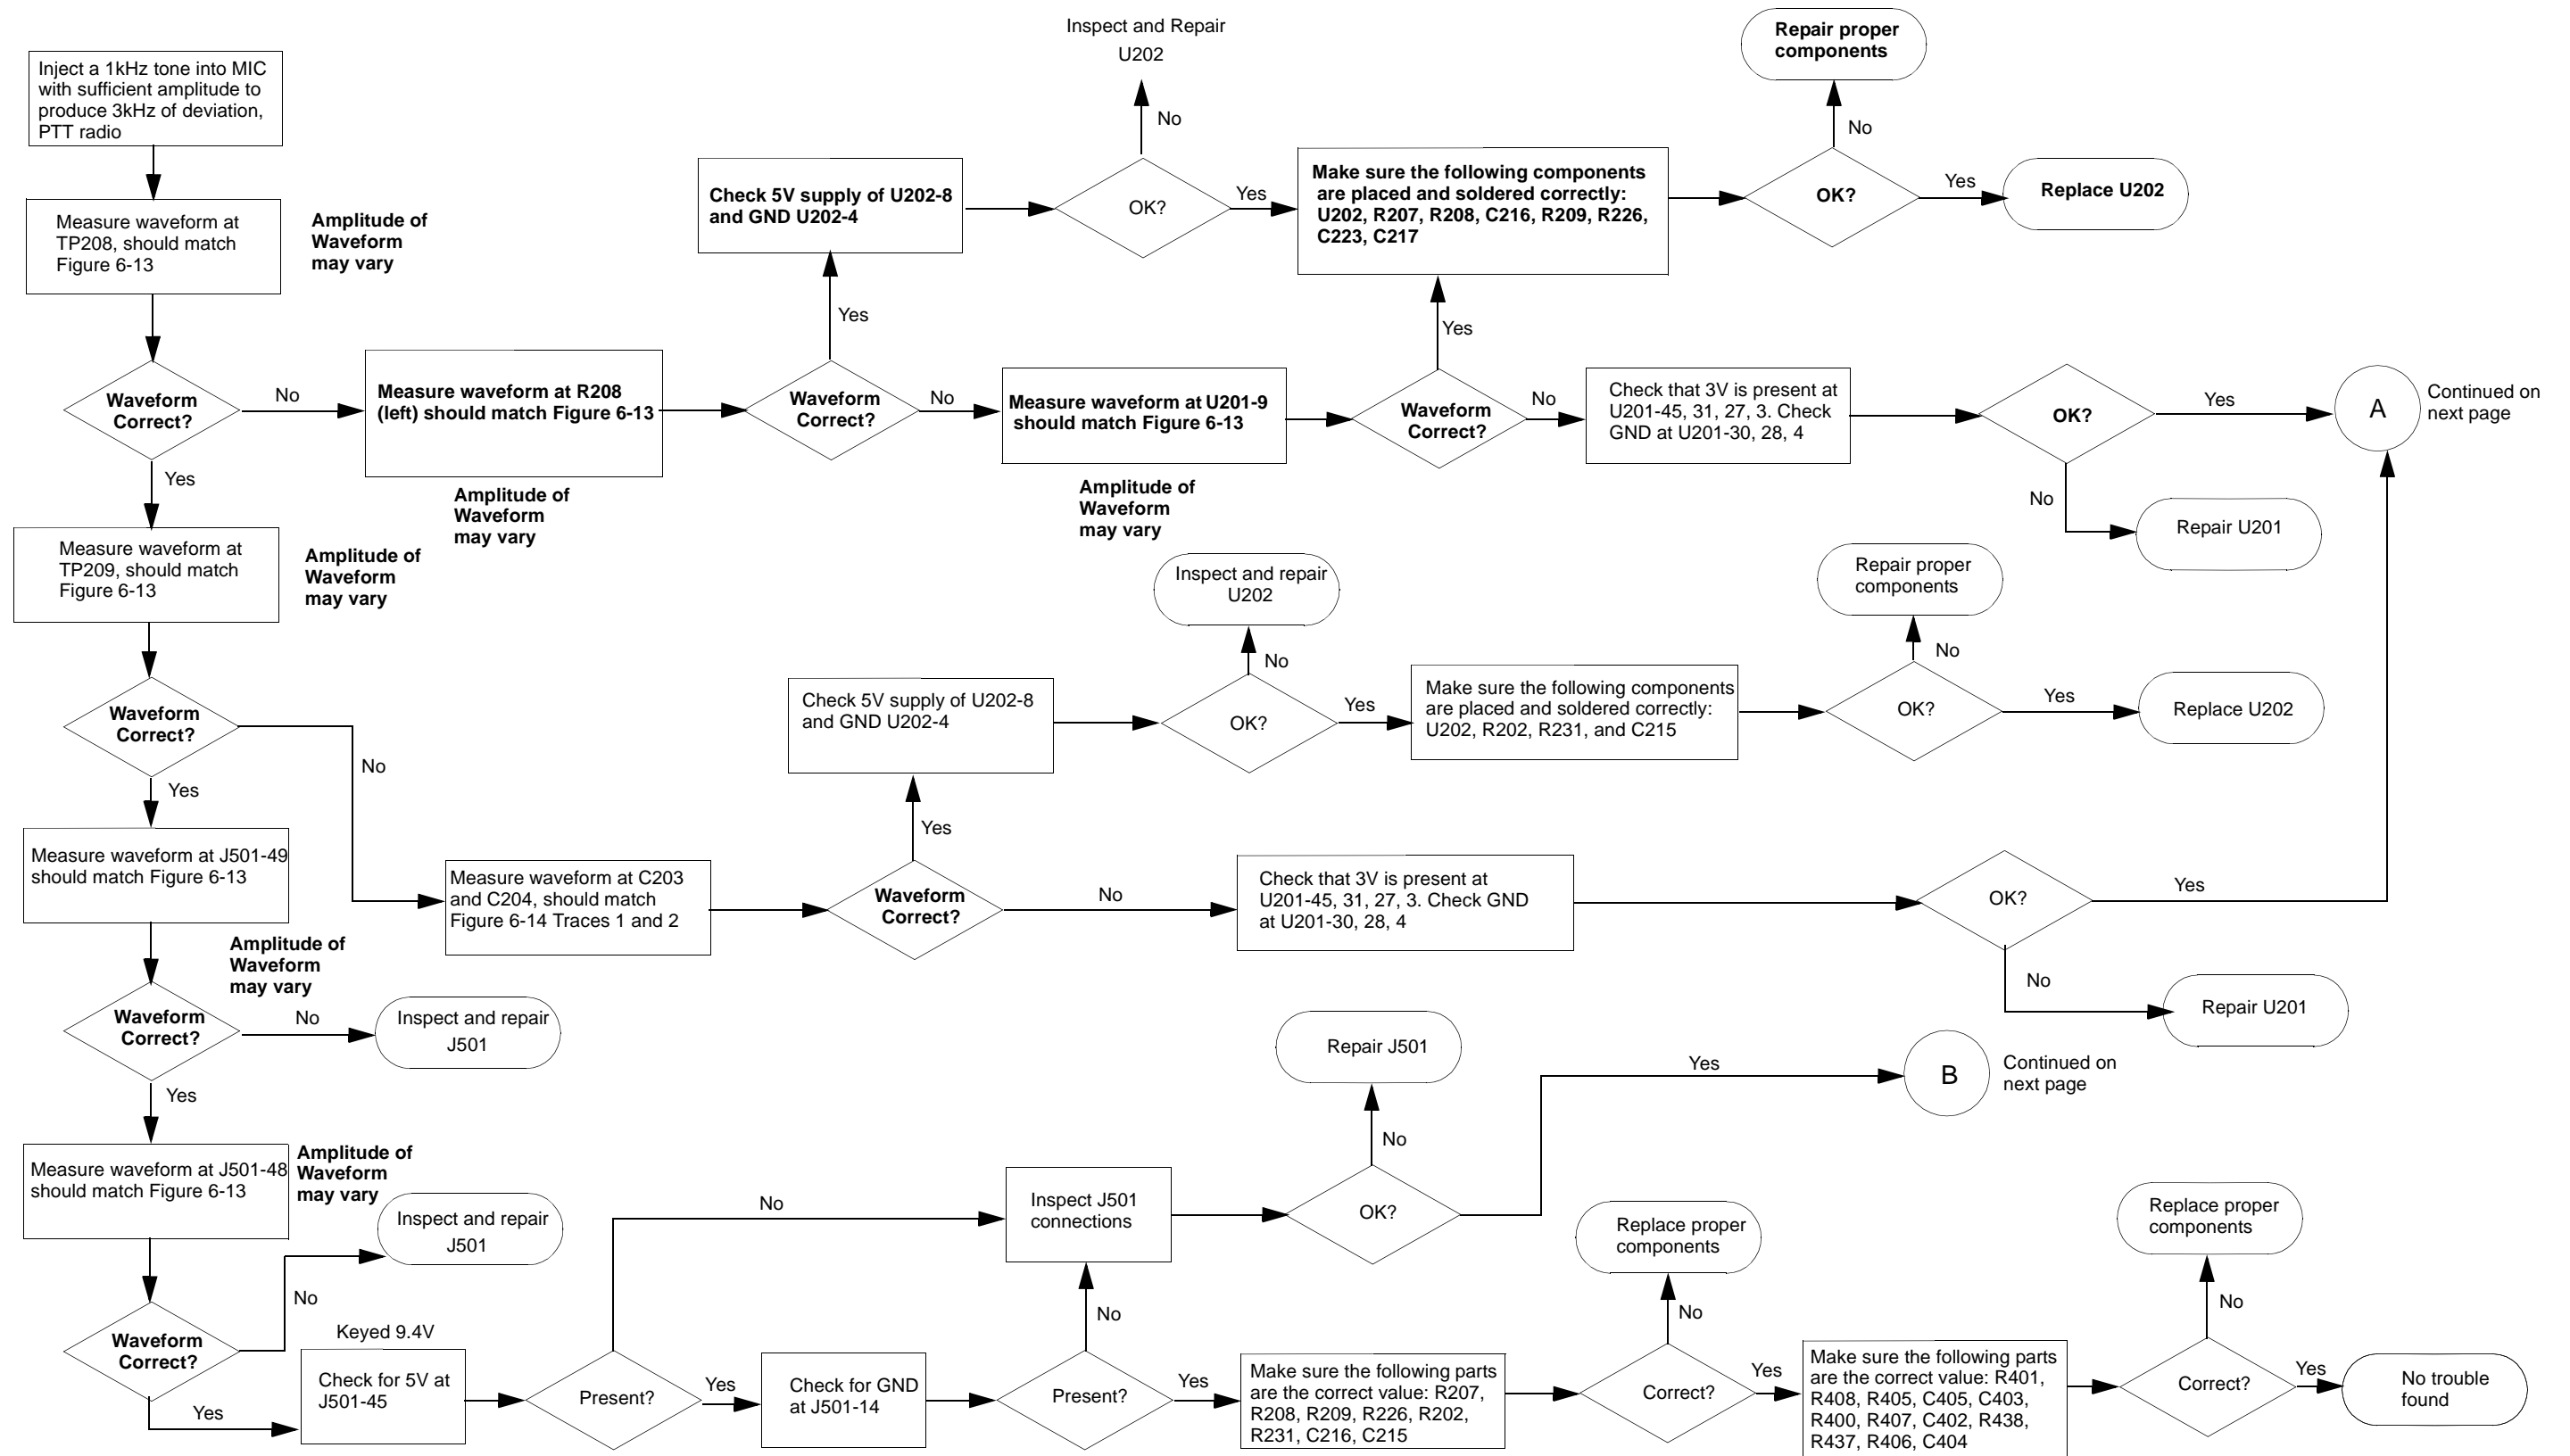 Inject a 1kHz tone into MIC
with sufficient amplitude to
produce 3kHz of deviation,
PTT radio
Measure waveform at
TP208, should match
Figure 6-13
Amplitude of
Waveform
may vary
Waveform
Correct?
No
Yes
Measure waveform at R208
(left) should match Figure 6-13
Amplitude of
Waveform
may vary
Waveform
Correct?
Yes
No
Check 5V supply of U202-8
and GND U202-4
OK?
No
Inspect and Repair
U202
Yes
Make sure the following components
are placed and soldered correctly:
U202, R207, R208, C216, R209, R226,
C223, C217
OK?
No
Repair proper
components
Yes
Replace U202
Measure waveform at U201-9
should match Figure 6-13
Amplitude of
Waveform
may vary
Waveform
Correct?
Yes
No
Check that 3V is present at
U201-45, 31, 27, 3. Check
GND at U201-30, 28, 4
OK?
Yes
A
Continued on
next page
No
Repair U201
Measure waveform at
TP209, should match
Figure 6-13
Amplitude of
Waveform
may vary
Waveform
Correct?
No
Yes
Measure waveform at C203
and C204, should match
Figure 6-14 Traces 1 and 2
Waveform
Correct?
Yes
No
Check 5V supply of U202-8
and GND U202-4
OK?
No
Inspect and repair
U202
Yes
Make sure the following components
are placed and soldered correctly:
U202, R202, R231, and C215
OK?
No
Repair proper
components
Yes
Replace U202
Check that 3V is present at
U201-45, 31, 27, 3. Check GND
at U201-30, 28, 4
OK?
Yes
No
Repair U201
Measure waveform at J501-49
should match Figure 6-13
Amplitude of
Waveform
may vary
Waveform
Correct?
No
Inspect and repair
J501
Yes
Measure waveform at J501-48
should match Figure 6-13
Amplitude of
Waveform
may vary
Waveform
Correct?
No
Inspect and repair
J501
Yes
Keyed 9.4V
Check for 5V at
J501-45
Present?
No
Yes
Inspect J501
connections
OK?
No
Repair J501
Yes
B
Continued on
next page
Check for GND
at J501-14
Present?
No
Yes
Make sure the following parts
are the correct value: R207,
R208, R209, R226, R202,
R231, C216, C215
Correct?
No
Replace proper
components
Yes
Make sure the following parts
are the correct value: R401,
R408, R405, C405, C403,
R400, R407, C402, R438,
R437, R406, C404
Correct?
No
Replace proper
components
Yes
No trouble
found